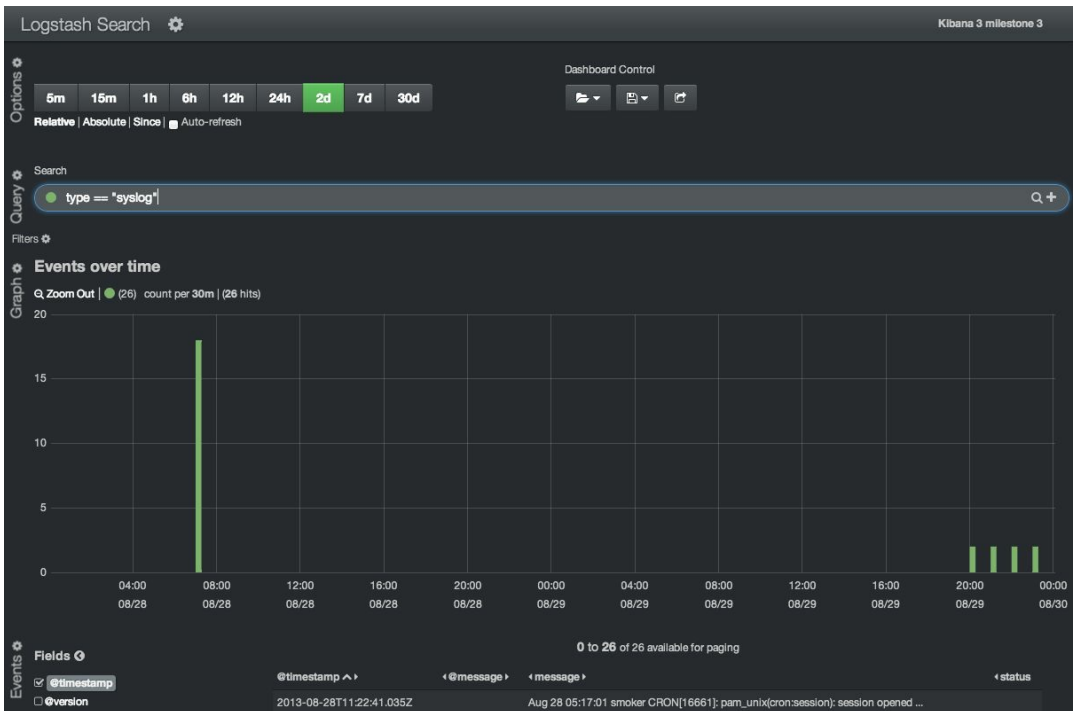 Logstash Search
Kibana 3 milestone 3
Options
Dashboard Control
5m 15m 1h 6h 12h 24h 2d 7d 30d
Relative | Absolute | Since | Auto-refresh
Query
Search
type == "syslog"
Filters
Graph
Events over time
Zoom Out | (26) count per 30m | (26 hits)
20
15
10
5
0
04:00 08:00 12:00 16:00 20:00 00:00 04:00 08:00 12:00 16:00 20:00 00:00
08/28 08/28 08/28 08/28 08/28 08/29 08/29 08/29 08/29 08/29 08/29 08/30
Events
0 to 26 of 26 available for paging
Fields
@timestamp @message message status
@timestamp
@version
2013-08-28T11:22:41.035Z Aug 28 05:17:01 smoker CRON[16661]: pam_unix(cron:session): session opened ...